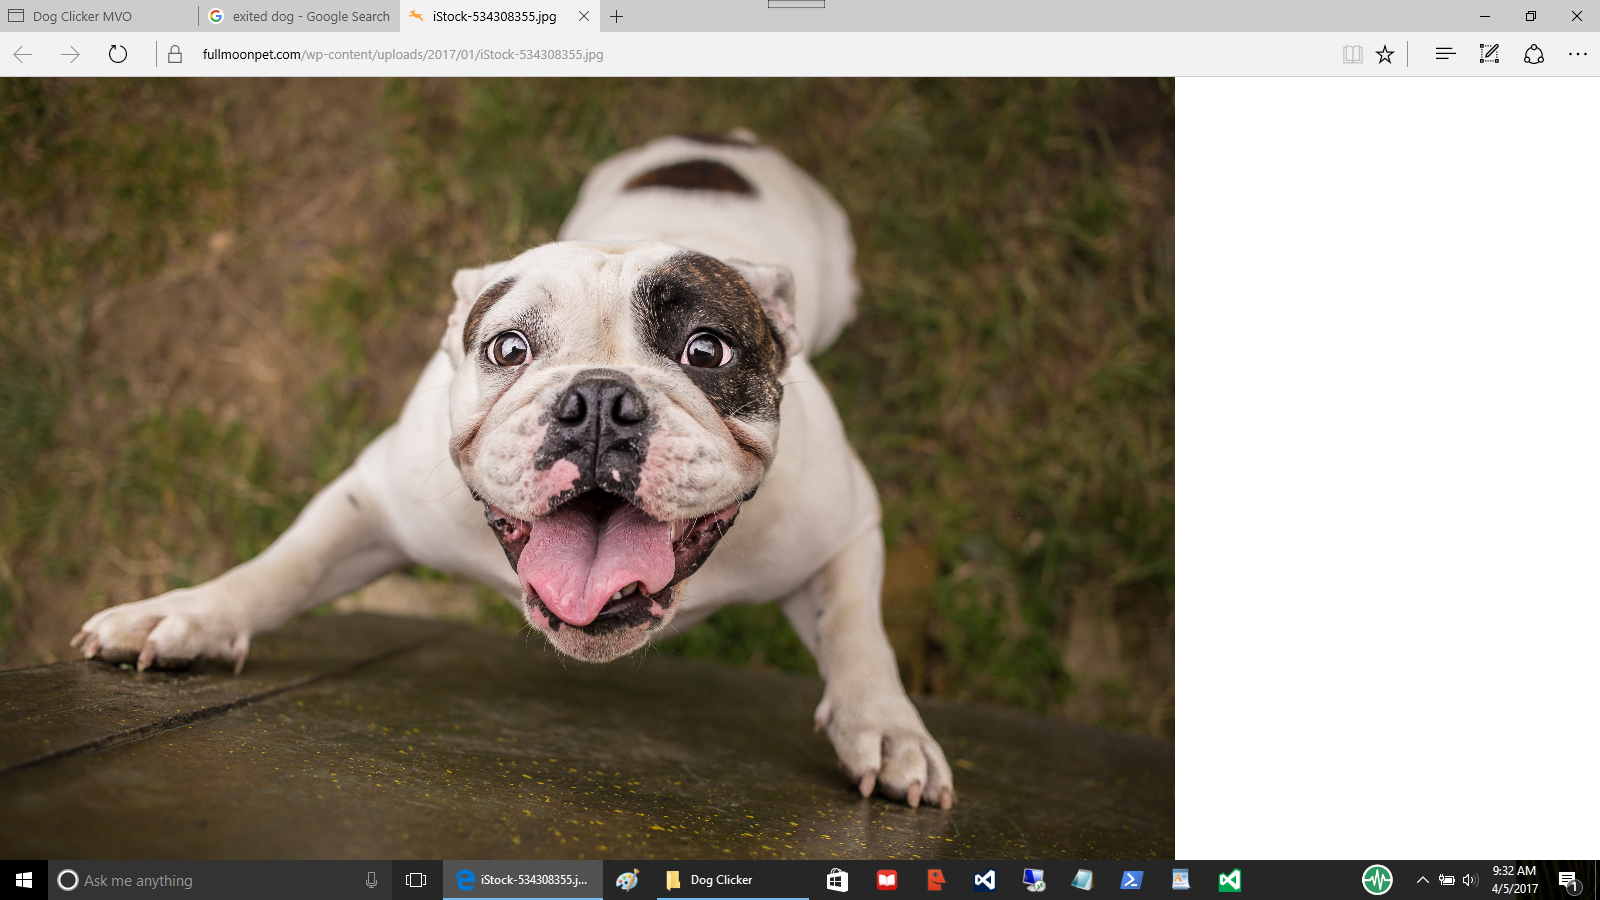 Dog Clicker MVO
exited dog - Google Search
iStock-534308355.jpg
fullmoonpet.com/wp-content/uploads/2017/01/iStock-534308355.jpg
Ask me anything
iStock-534308355.j...
Dog Clicker
9:32 AM
4/5/2017
1